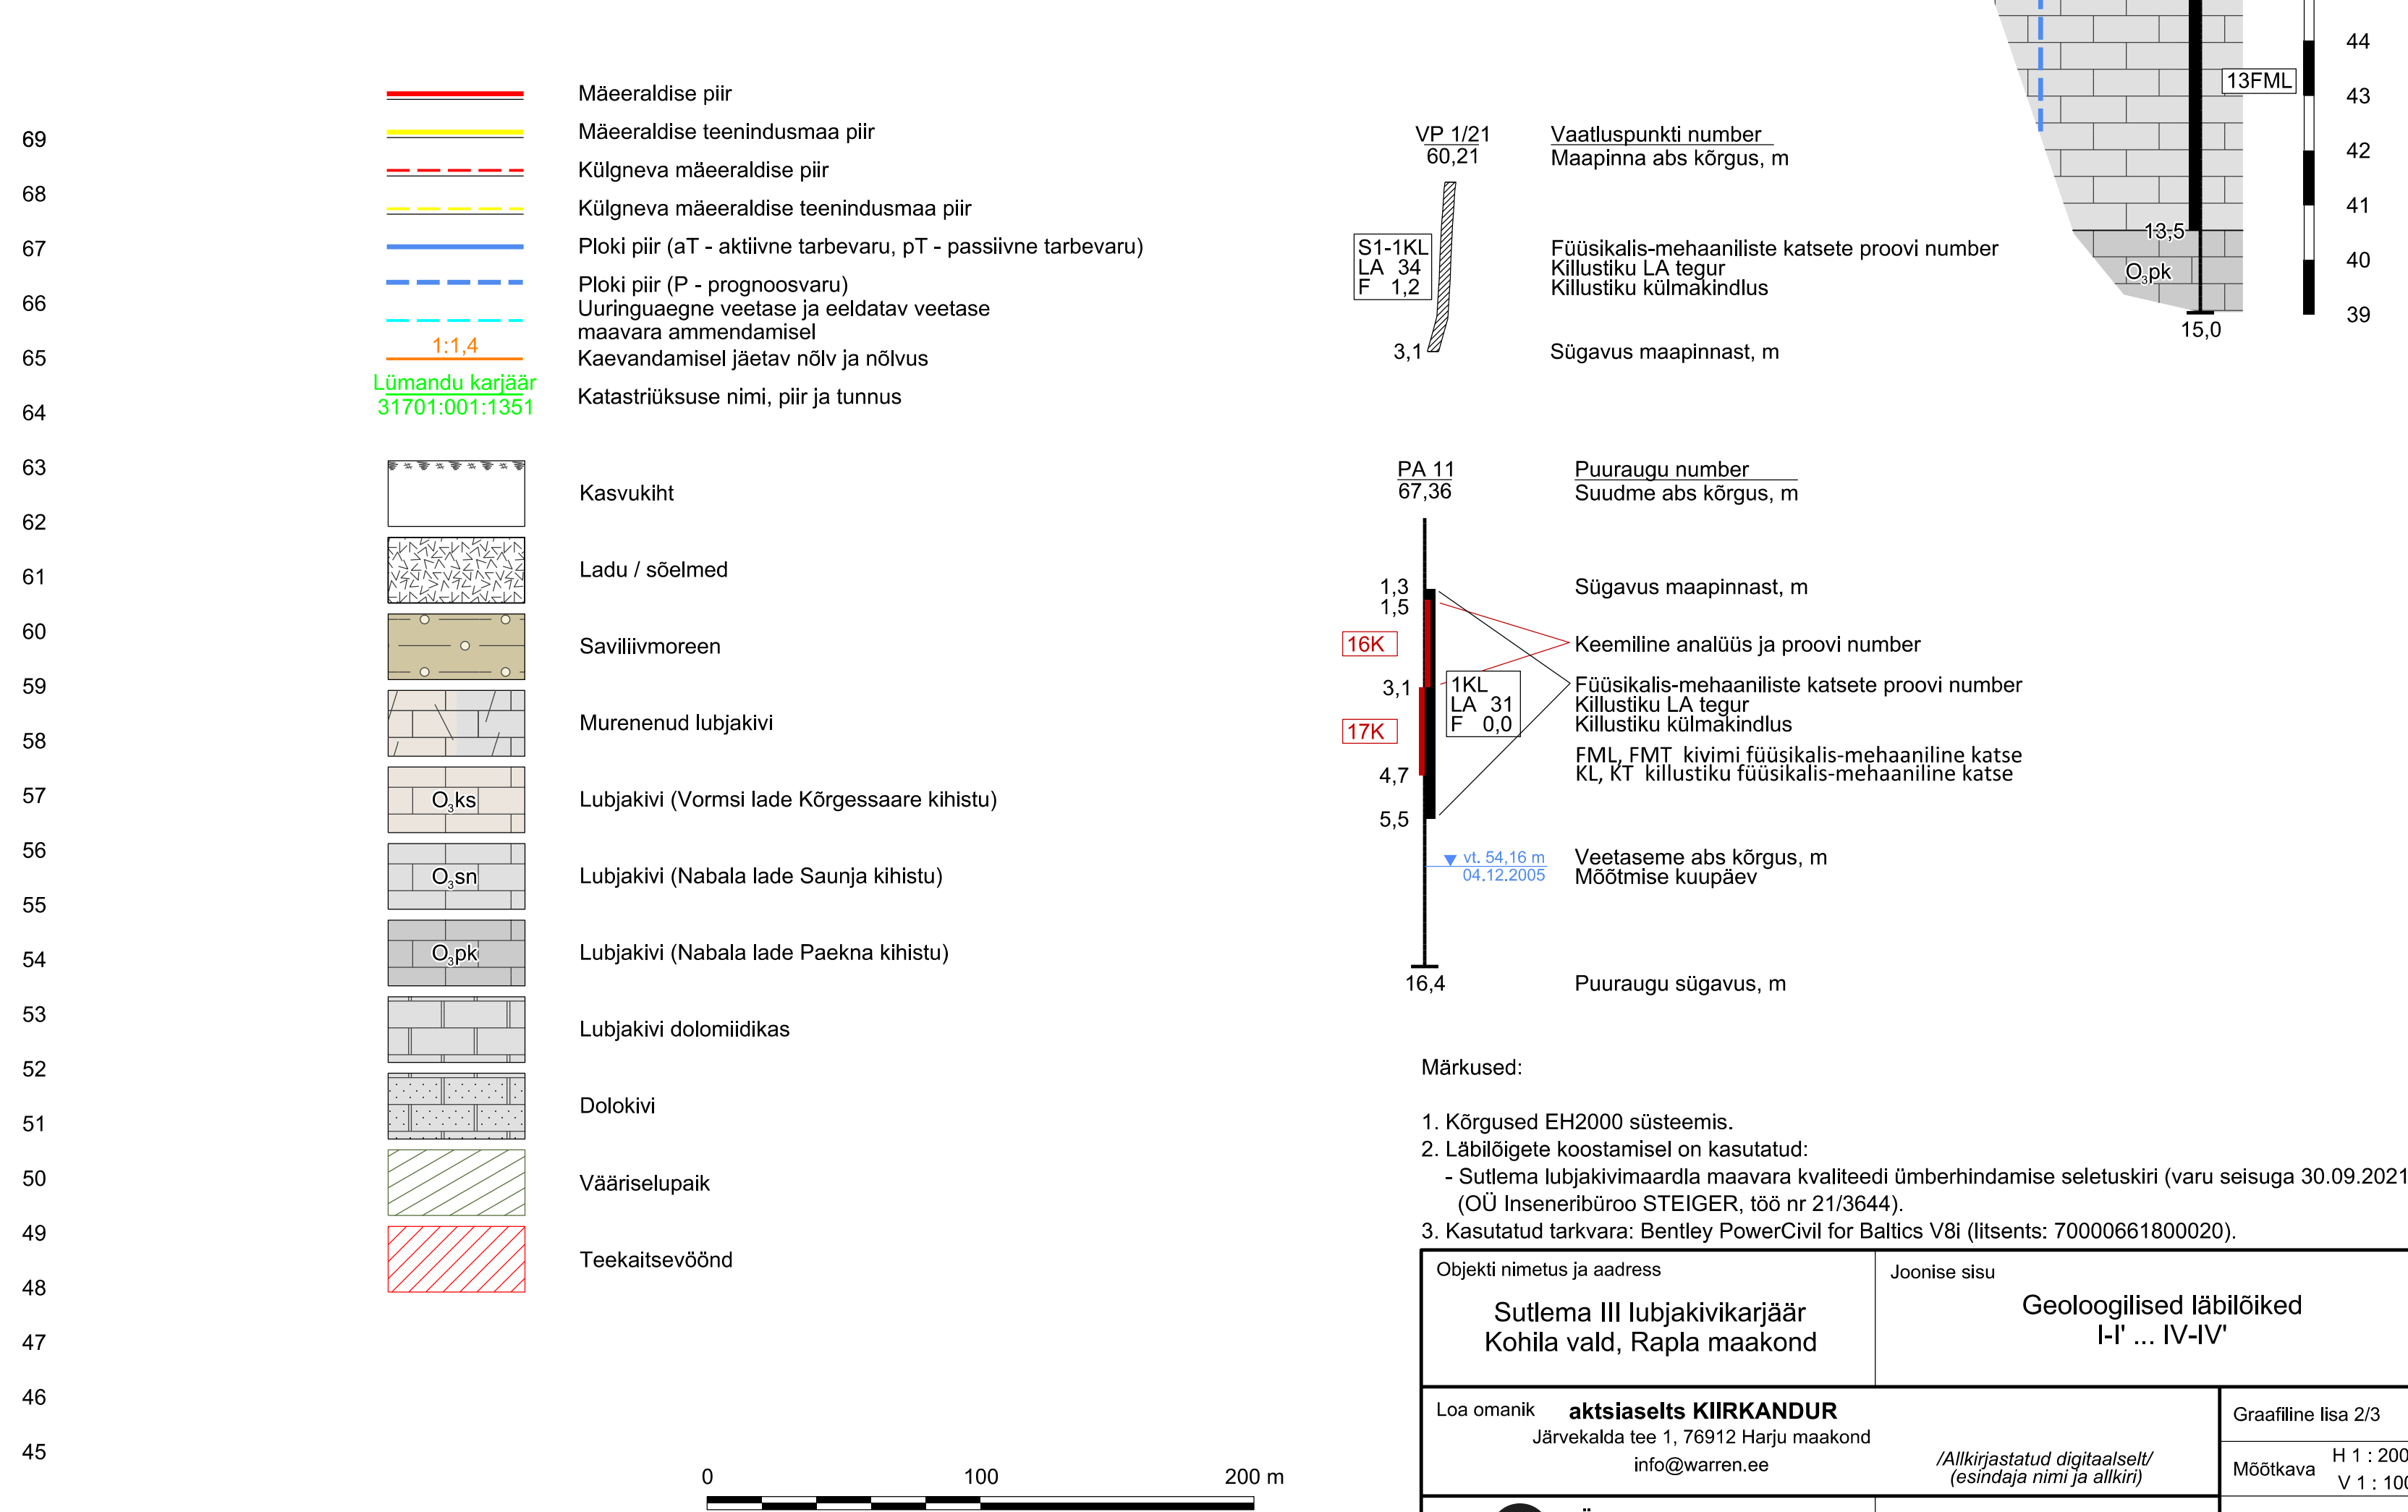 69
68
67
66
65
64
63
62
61
60
59
58
57
56
55
54
53
52
51
50
49
48
47
46
45
Mäeeraldise piir
Mäeeraldise teenindusmaa piir
Külgneva mäeeraldise piir
Külgneva mäeeraldise teenindusmaa piir
Ploki piir (aT - aktiivne tarbevaru, pT - passiivne tarbevaru)
Ploki piir (P - prognoosvaru)
Uuringuaegne veetase ja eeldatav veetase
maavara ammendamisel
1:1,4
Kaevandamisel jäetav nõlv ja nõlvus
Lümandu karjäär
31701:001:1351
Katastriüksuse nimi, piir ja tunnus
Kasvukiht
Ladu / sõelmed
Saviliivmoreen
Murenenud lubjakivi
O₃ks
Lubjakivi (Vormsi lade Kõrgessaare kihistu)
O₃sn
Lubjakivi (Nabala lade Saunja kihistu)
O₃pk
Lubjakivi (Nabala lade Paekna kihistu)
Lubjakivi dolomiidikas
Dolokivi
Vääriselupaik
Teekaitsevöönd
0 100 200 m
VP 1/21
60,21
Vaatluspunkti number
Maapinna abs kõrgus, m
S1-1KL
LA 34
F 1,2
Füüsikalis-mehaaniliste katsete proovi number
Killustiku LA tegur
Killustiku külmakindlus
3,1
Sügavus maapinnast, m
PA 11
67,36
Puuraugu number
Suudme abs kõrgus, m
1,3
1,5
Sügavus maapinnast, m
16K
Keemiline analüüs ja proovi number
3,1
1KL
LA 31
F 0,0
Füüsikalis-mehaaniliste katsete proovi number
Killustiku LA tegur
Killustiku külmakindlus
17K
FML, FMT kivimi füüsikalis-mehaaniline katse
KL, KT killustiku füüsikalis-mehaaniline katse
4,7
5,5
vt. 54,16 m
04.12.2005
Veetaseme abs kõrgus, m
Mõõtmise kuupäev
16,4
Puuraugu sügavus, m
13FML
13,5
O₃pk
15,0
44
43
42
41
40
39
Märkused:
1. Kõrgused EH2000 süsteemis.
2. Läbilõigete koostamisel on kasutatud:
- Sutlema lubjakivimaardla maavara kvaliteedi ümberhindamise seletuskiri (varu seisuga 30.09.2021
(OÜ Inseneribüroo STEIGER, töö nr 21/3644).
3. Kasutatud tarkvara: Bentley PowerCivil for Baltics V8i (litsents: 70000661800020).
Objekti nimetus ja aadress
Sutlema III lubjakivikarjäär
Kohila vald, Rapla maakond
Joonise sisu
Geoloogilised läbilõiked
I-I' ... IV-IV'
Loa omanik aktsiaselts KIIRKANDUR
Järvekalda tee 1, 76912 Harju maakond
info@warren.ee
/Allkirjastatud digitaalselt/
(esindaja nimi ja allkiri)
Graafiline lisa 2/3
Mõõtkava
H 1 : 200
V 1 : 100